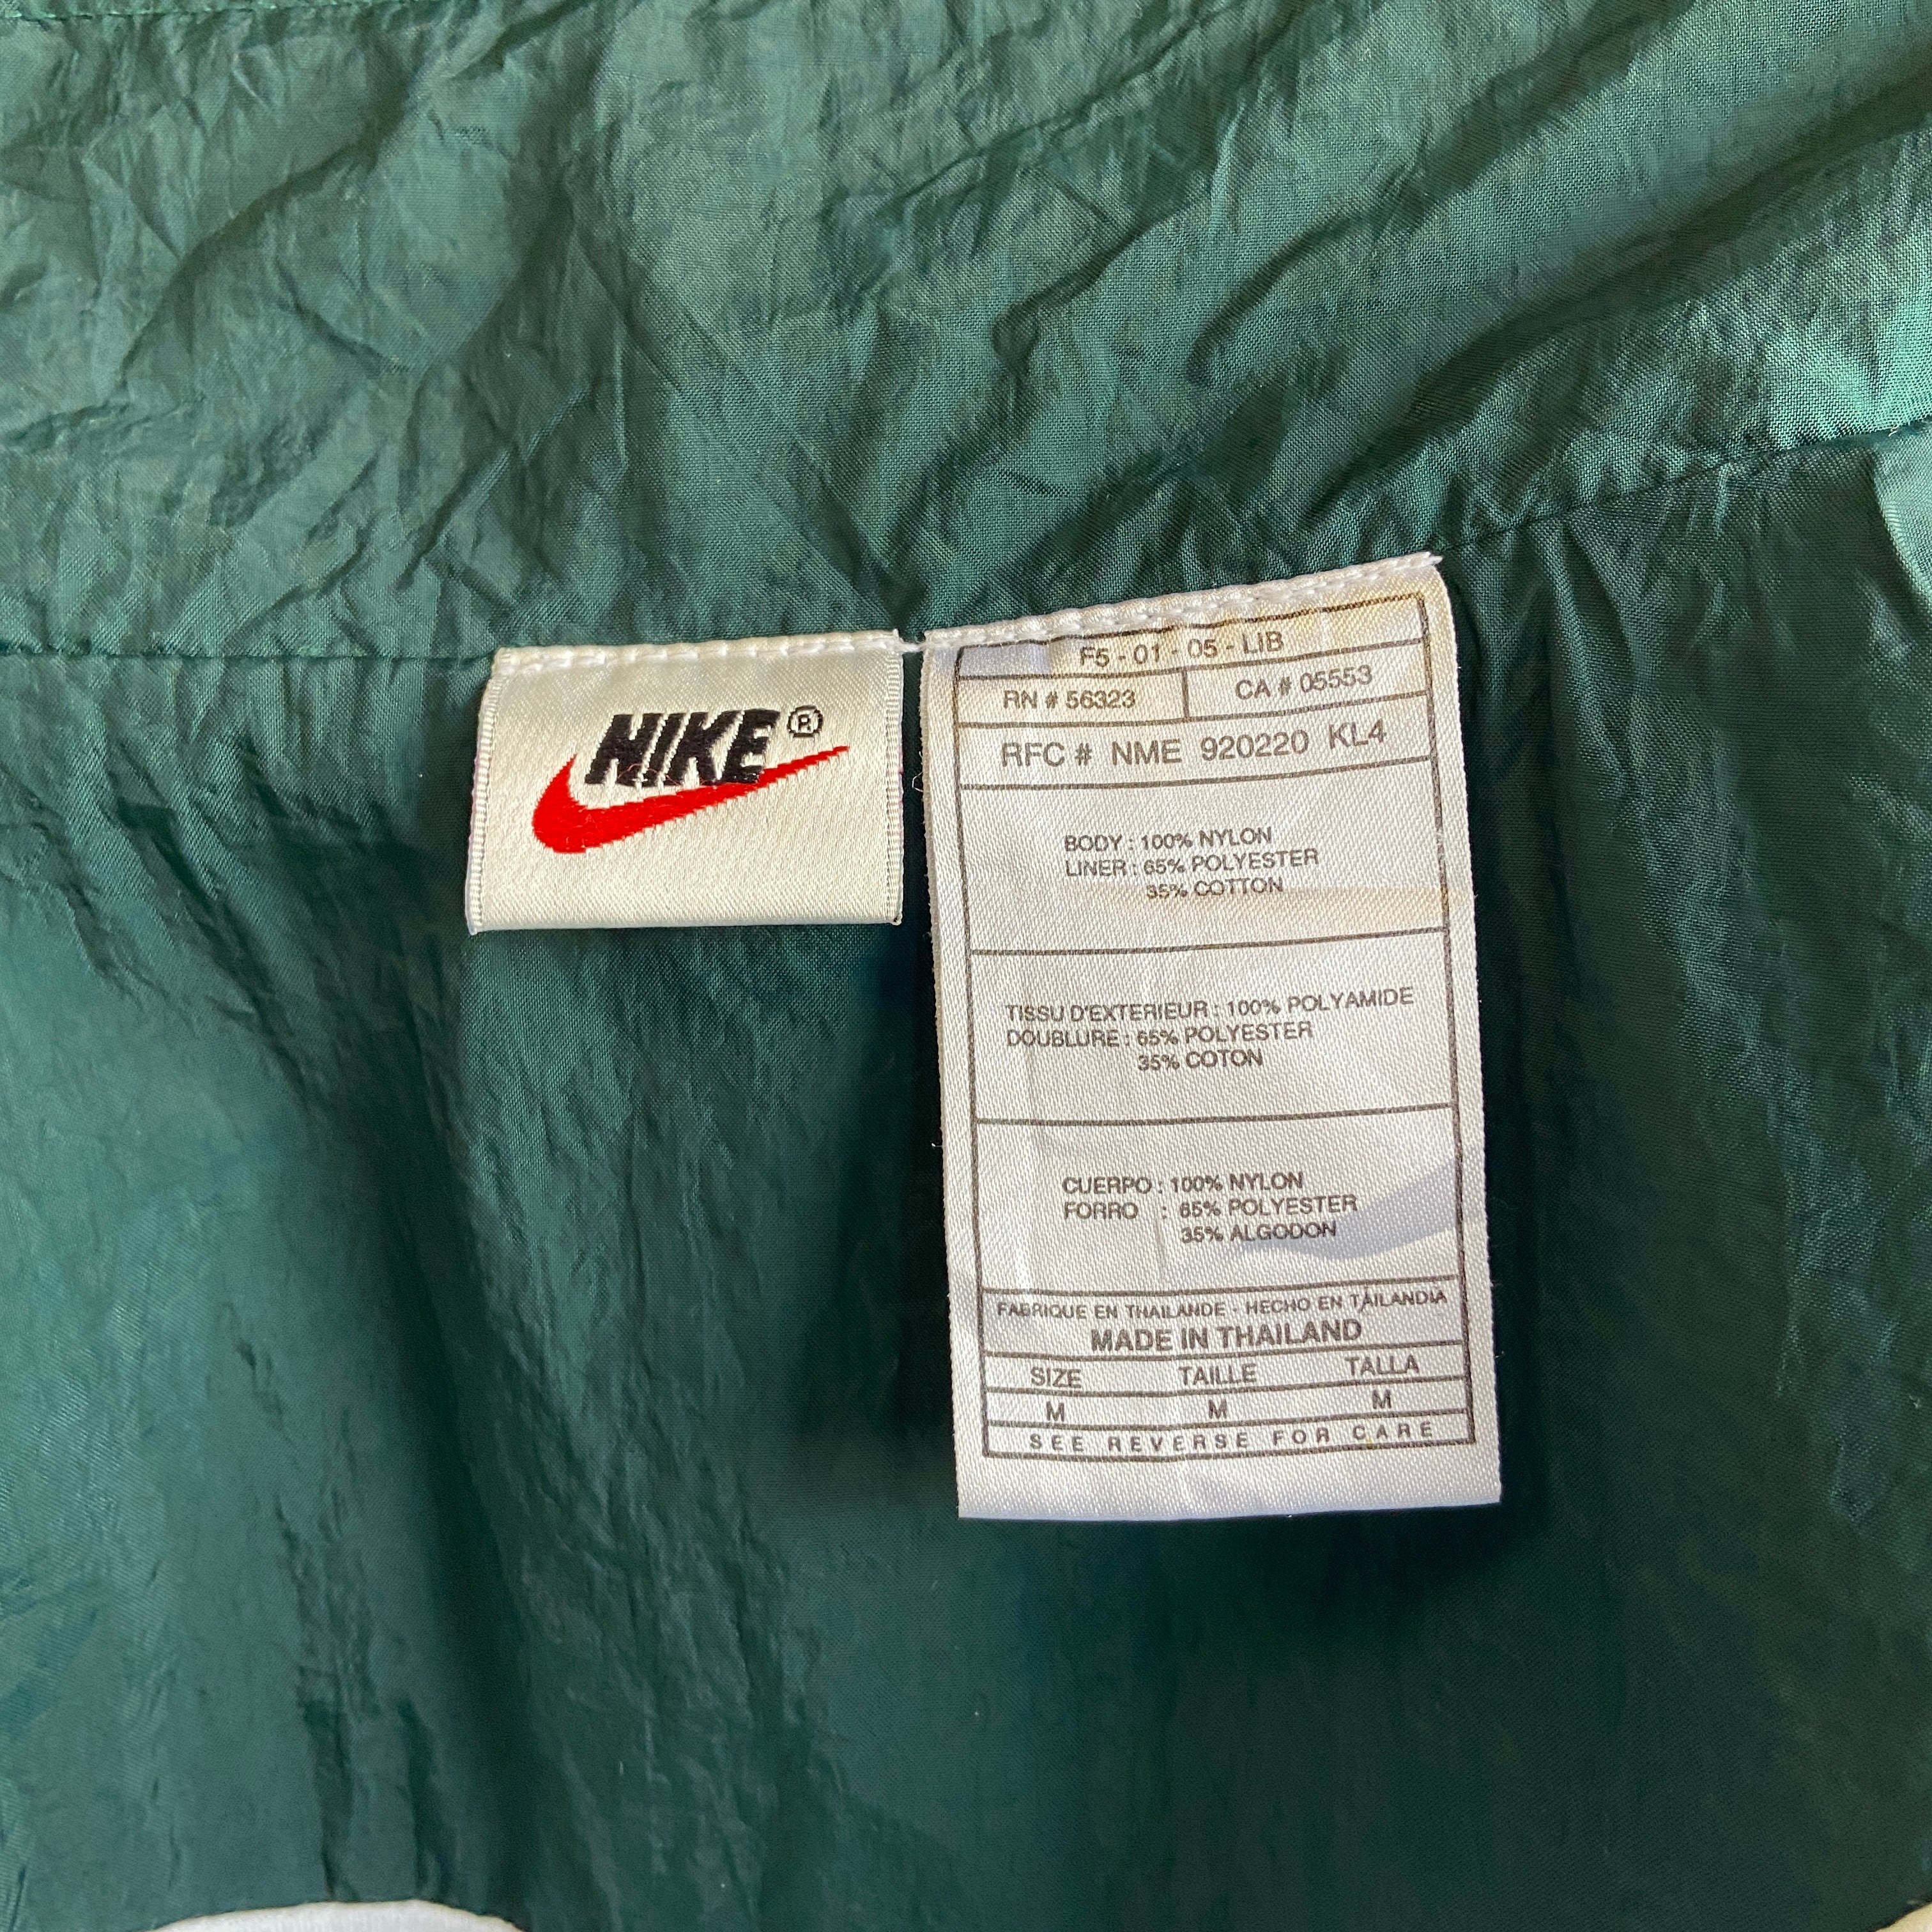 NIKE®
F5 - 01 - 05 - LIB
RN # 56323 CA # 05553
RFC # NME 920220 KL4
BODY : 100% NYLON
LINER : 65% POLYESTER
35% COTTON
TISSU D'EXTERIEUR : 100% POLYAMIDE
DOUBLURE : 65% POLYESTER
35% COTON
CUERPO : 100% NYLON
FORRO : 65% POLYESTER
35% ALGODON
FABRIQUE EN THAILANDE - HECHO EN TAILANDIA
MADE IN THAILAND
SIZE TAILLE TALLA
M M M
SEE REVERSE FOR CARE